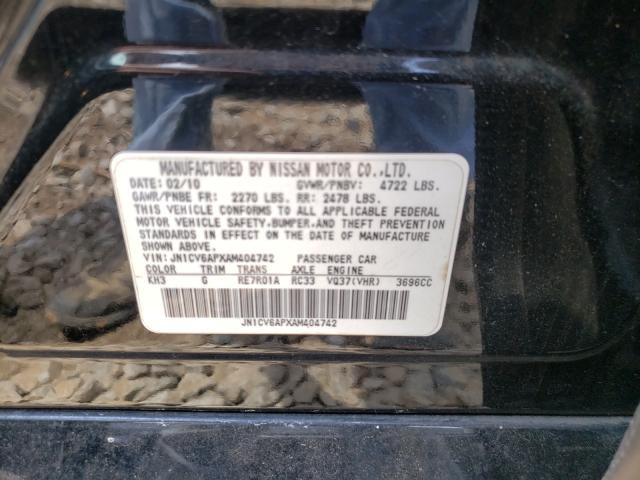 MANUFACTURED BY NISSAN MOTOR CO.,LTD.
DATE: 02/10 GVWR/PNBV: 4722 LBS.
GAWR/PNBE FR: 2270 LBS. RR: 2478 LBS.
THIS VEHICLE CONFORMS TO ALL APPLICABLE FEDERAL
MOTOR VEHICLE SAFETY, BUMPER, AND THEFT PREVENTION
STANDARDS IN EFFECT ON THE DATE OF MANUFACTURE
SHOWN ABOVE.
VIN: JN1CV6APXAM404742 PASSENGER CAR
COLOR TRIM TRANS AXLE ENGINE
KH3 G RE7R01A RC33 VQ37(VHR) 3696CC
JN1CV6APXAM404742